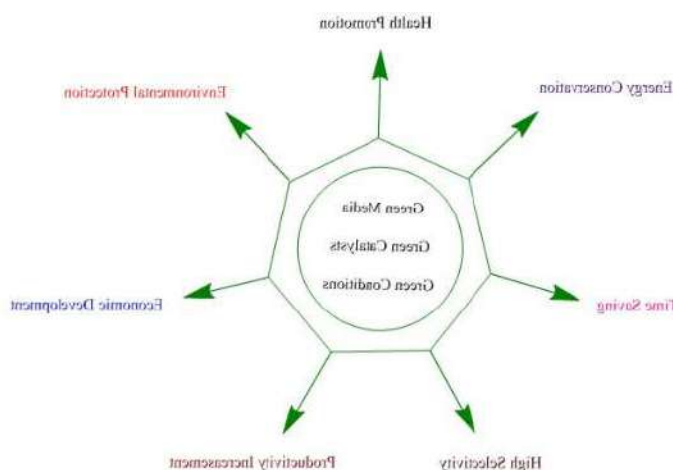 Health Promotion
Environmental Protection
Energy Conservation
Green Media
Green Catalysts
Green Conditions
Economic Development
Time Saving
Productivity Increasement
High Selectivity